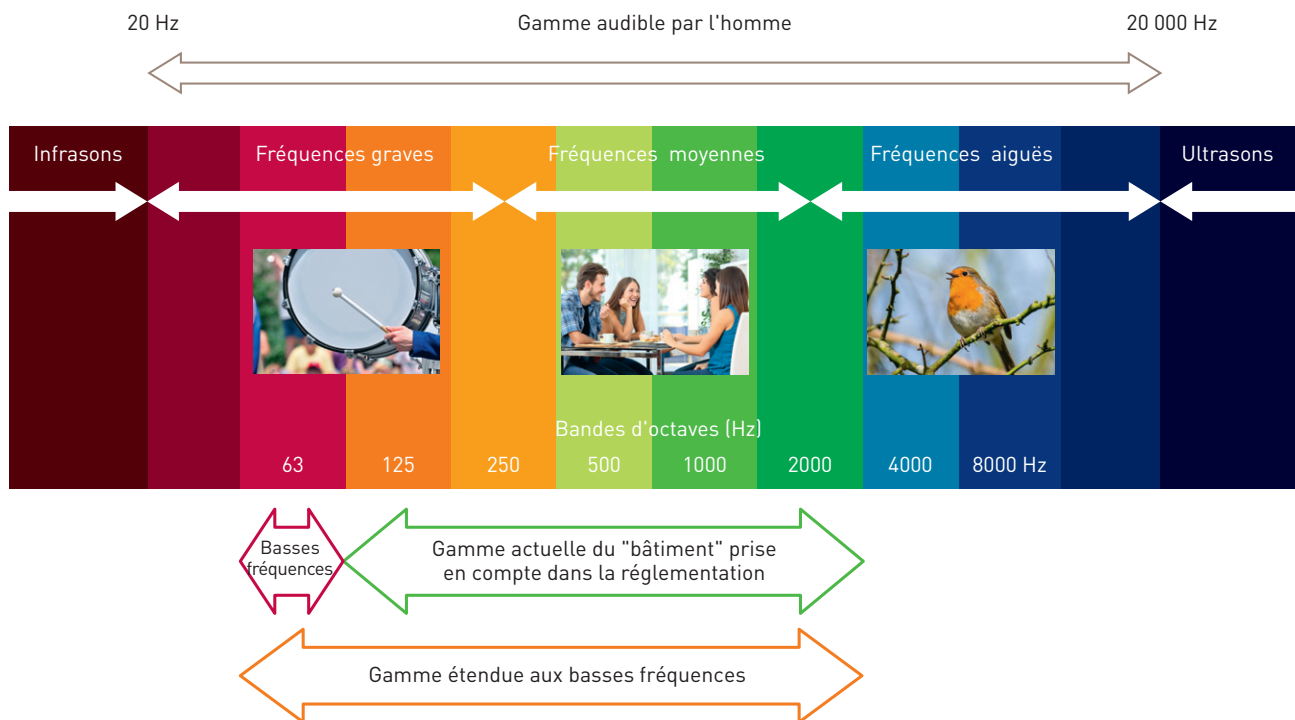 20 Hz
Gamme audible par l'homme
20 000 Hz
Infrasons
Fréquences graves
Fréquences moyennes
Fréquences aiguës
Ultrasons
Bandes d'octaves (Hz)
63
125
250
500
1000
2000
4000
8000 Hz
Basses
fréquences
Gamme actuelle du "bâtiment" prise
en compte dans la réglementation
Gamme étendue aux basses fréquences